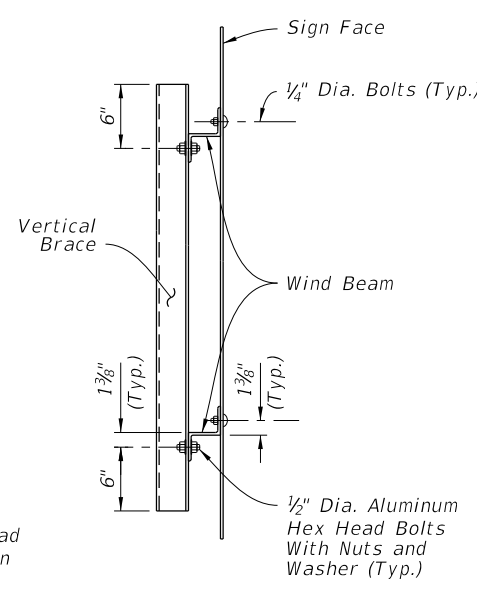 Sign Face
¼" Dia. Bolts (Typ.)
6"
Vertical
Brace
Wind Beam
1⅜"
(Typ.)
1⅜"
(Typ.)
6"
½" Dia. Aluminum
Hex Head Bolts
With Nuts and
Washer (Typ.)
ad
n